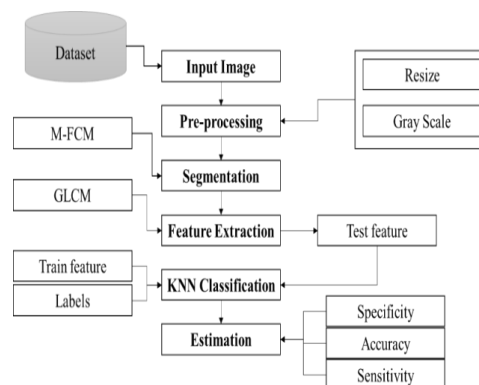 Dataset
Input Image
Resize
Pre-processing
Gray Scale
M-FCM
Segmentation
GLCM
Feature Extraction
Test feature
Train feature
KNN Classification
Labels
Specificity
Estimation
Accuracy
Sensitivity